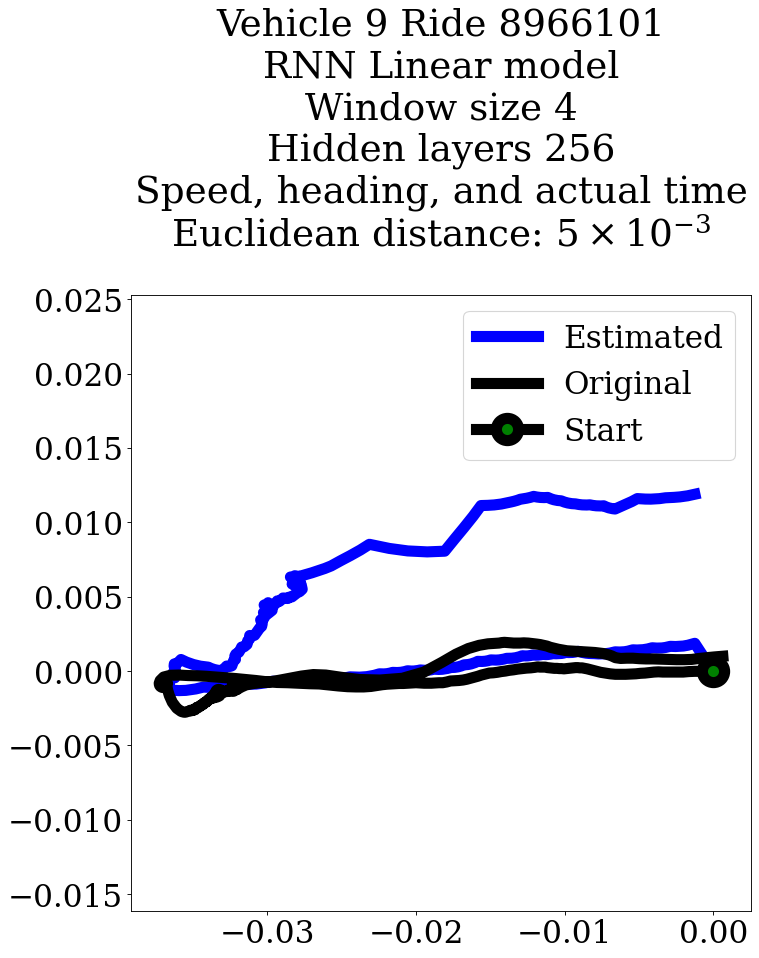 Vehicle 9 Ride 8966101
RNN Linear model
Window size 4
Hidden layers 256
Speed, heading, and actual time
Euclidean distance: 5 × 10⁻³
0.025
Estimated
0.020
Original
0.015
Start
0.010
0.005
0.000
−0.005
−0.010
−0.015
−0.03 −0.02 −0.01 0.00